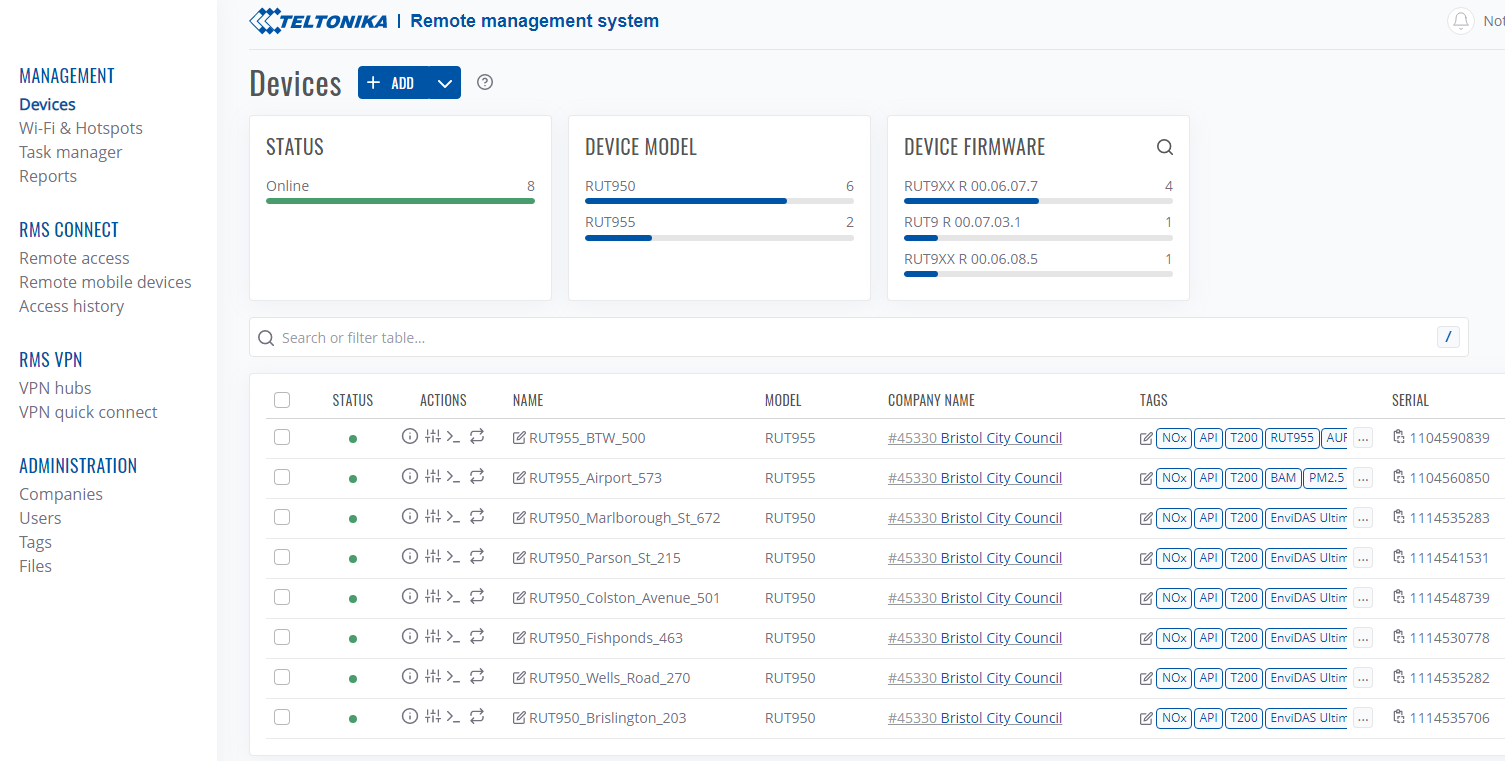 TELTONIKA | Remote management system
Not
MANAGEMENT
Devices
Wi-Fi & Hotspots
Task manager
Reports
RMS CONNECT
Remote access
Remote mobile devices
Access history
RMS VPN
VPN hubs
VPN quick connect
ADMINISTRATION
Companies
Users
Tags
Files
Devices + ADD ?
STATUS
Online 8
DEVICE MODEL
RUT950 6
RUT955 2
DEVICE FIRMWARE
RUT9XX R 00.06.07.7 4
RUT9 R 00.07.03.1 1
RUT9XX R 00.06.08.5 1
Search or filter table... /
STATUS ACTIONS NAME MODEL COMPANY NAME TAGS SERIAL
RUT955_BTW_500 RUT955 #45330 Bristol City Council NOx API T200 RUT955 AUR ... 1104590839
RUT955_Airport_573 RUT955 #45330 Bristol City Council NOx API T200 BAM PM2.5 ... 1104560850
RUT950_Marlborough_St_672 RUT950 #45330 Bristol City Council NOx API T200 EnviDAS Ultim ... 1114535283
RUT950_Parson_St_215 RUT950 #45330 Bristol City Council NOx API T200 EnviDAS Ultim ... 1114541531
RUT950_Colston_Avenue_501 RUT950 #45330 Bristol City Council NOx API T200 EnviDAS Ultim ... 1114548739
RUT950_Fishponds_463 RUT950 #45330 Bristol City Council NOx API T200 EnviDAS Ultim ... 1114530778
RUT950_Wells_Road_270 RUT950 #45330 Bristol City Council NOx API T200 EnviDAS Ultim ... 1114535282
RUT950_Brislington_203 RUT950 #45330 Bristol City Council NOx API T200 EnviDAS Ultim ... 1114535706